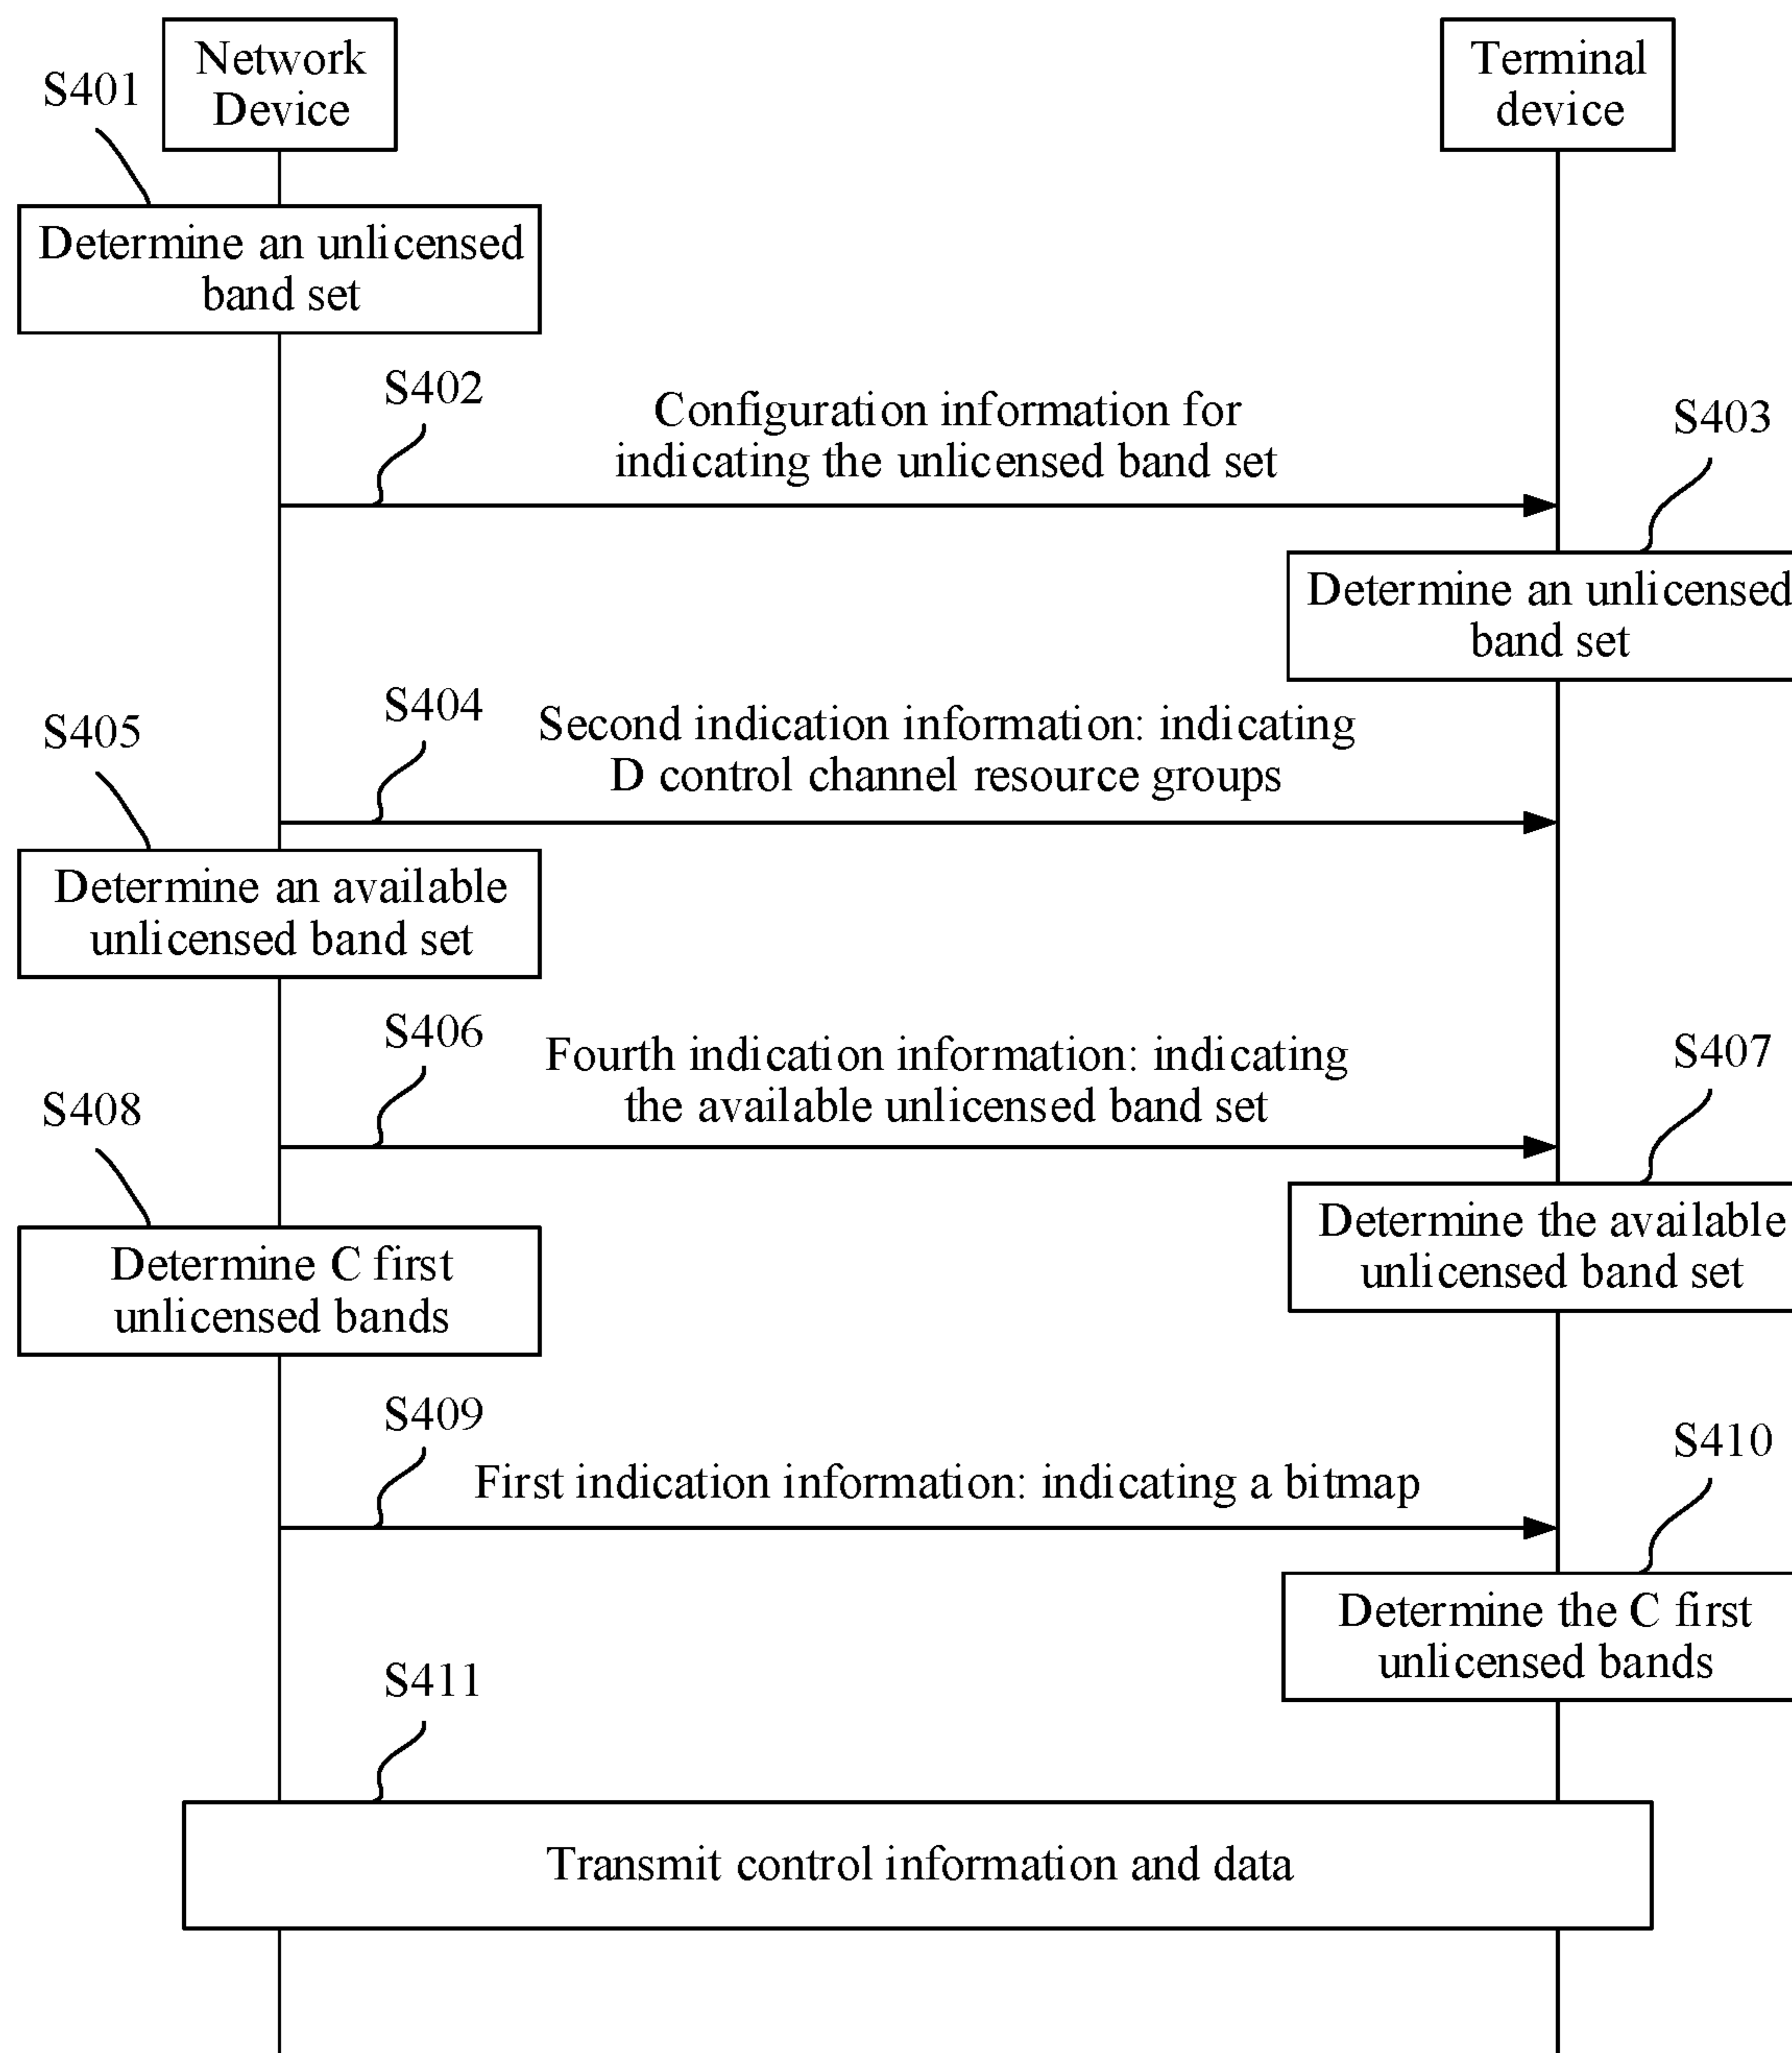 Network
Device
Terminal
device
S401
Determine an unlicensed
band set
S402
Configuration information for
indicating the unlicensed band set
S403
Determine an unlicensed
band set
S404
Second indication information: indicating
D control channel resource groups
S405
Determine an available
unlicensed band set
S406
Fourth indication information: indicating
the available unlicensed band set
S407
Determine the available
unlicensed band set
S408
Determine C first
unlicensed bands
S409
First indication information: indicating a bitmap
S410
Determine the C first
unlicensed bands
S411
Transmit control information and data